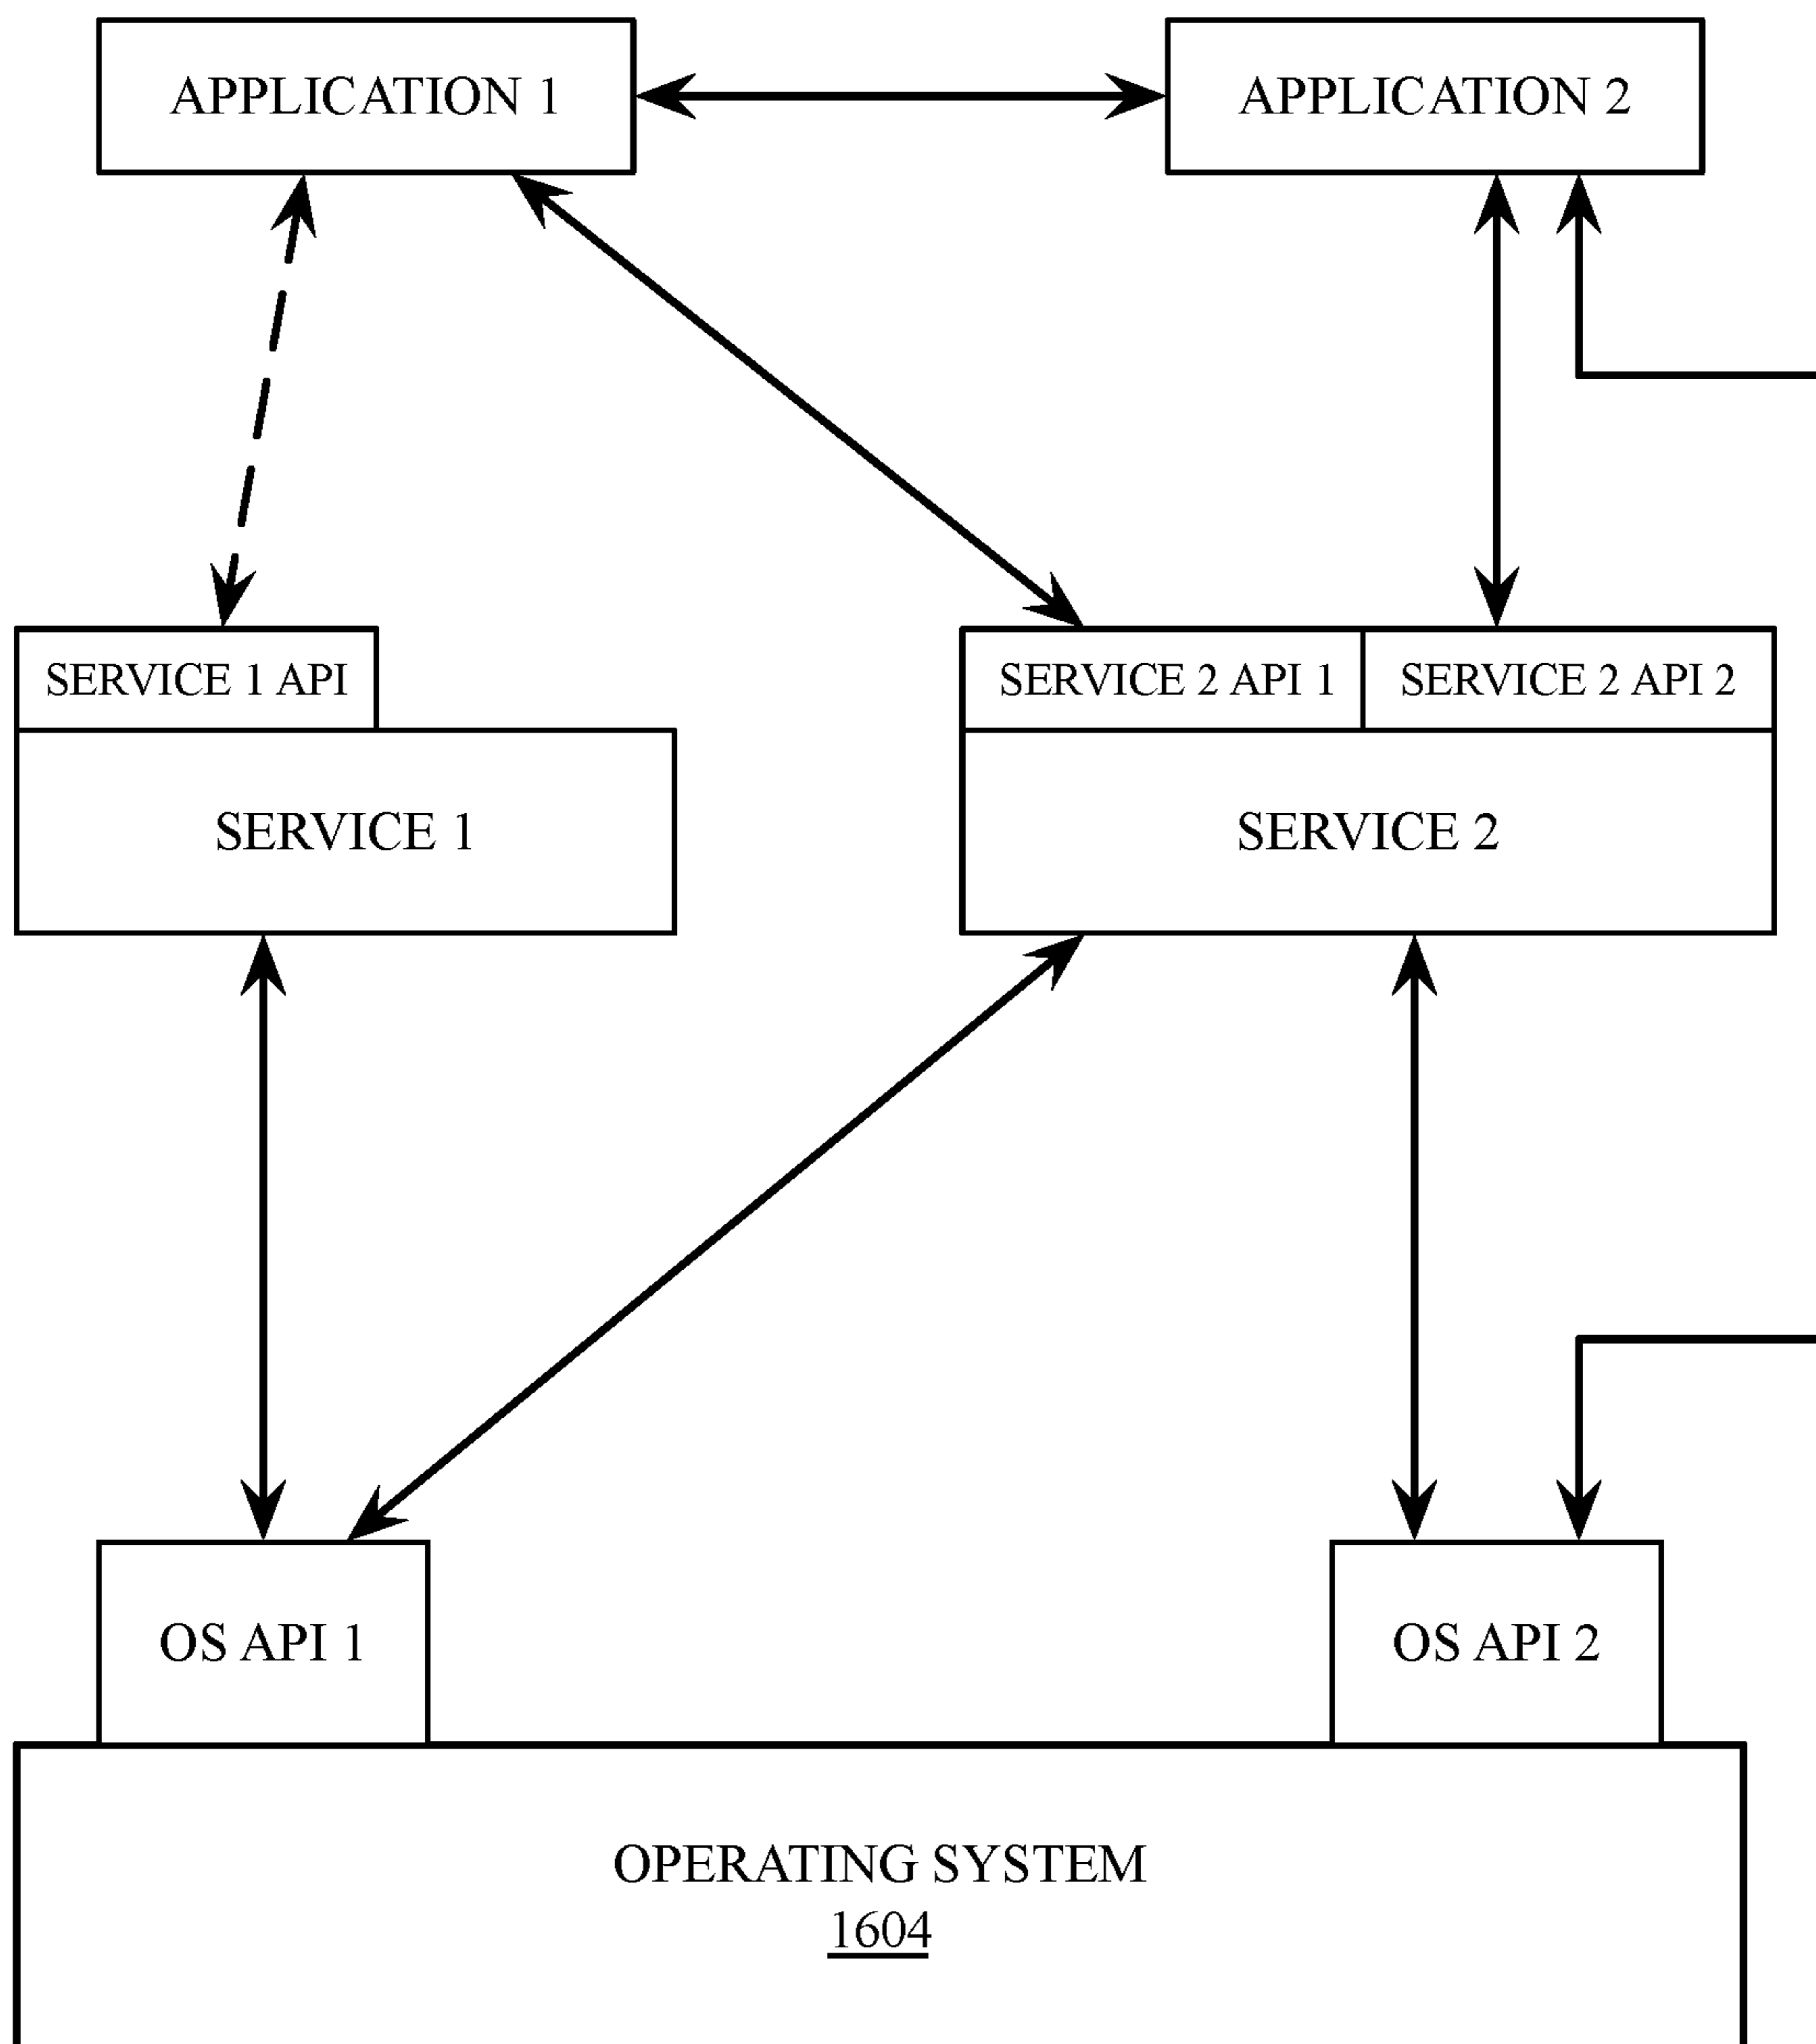 APPLICATION 1
APPLICATION 2
SERVICE 1 API
SERVICE 2 API 1
SERVICE 2 API 2
SERVICE 1
SERVICE 2
OS API 1
OS API 2
OPERATING SYSTEM
1604